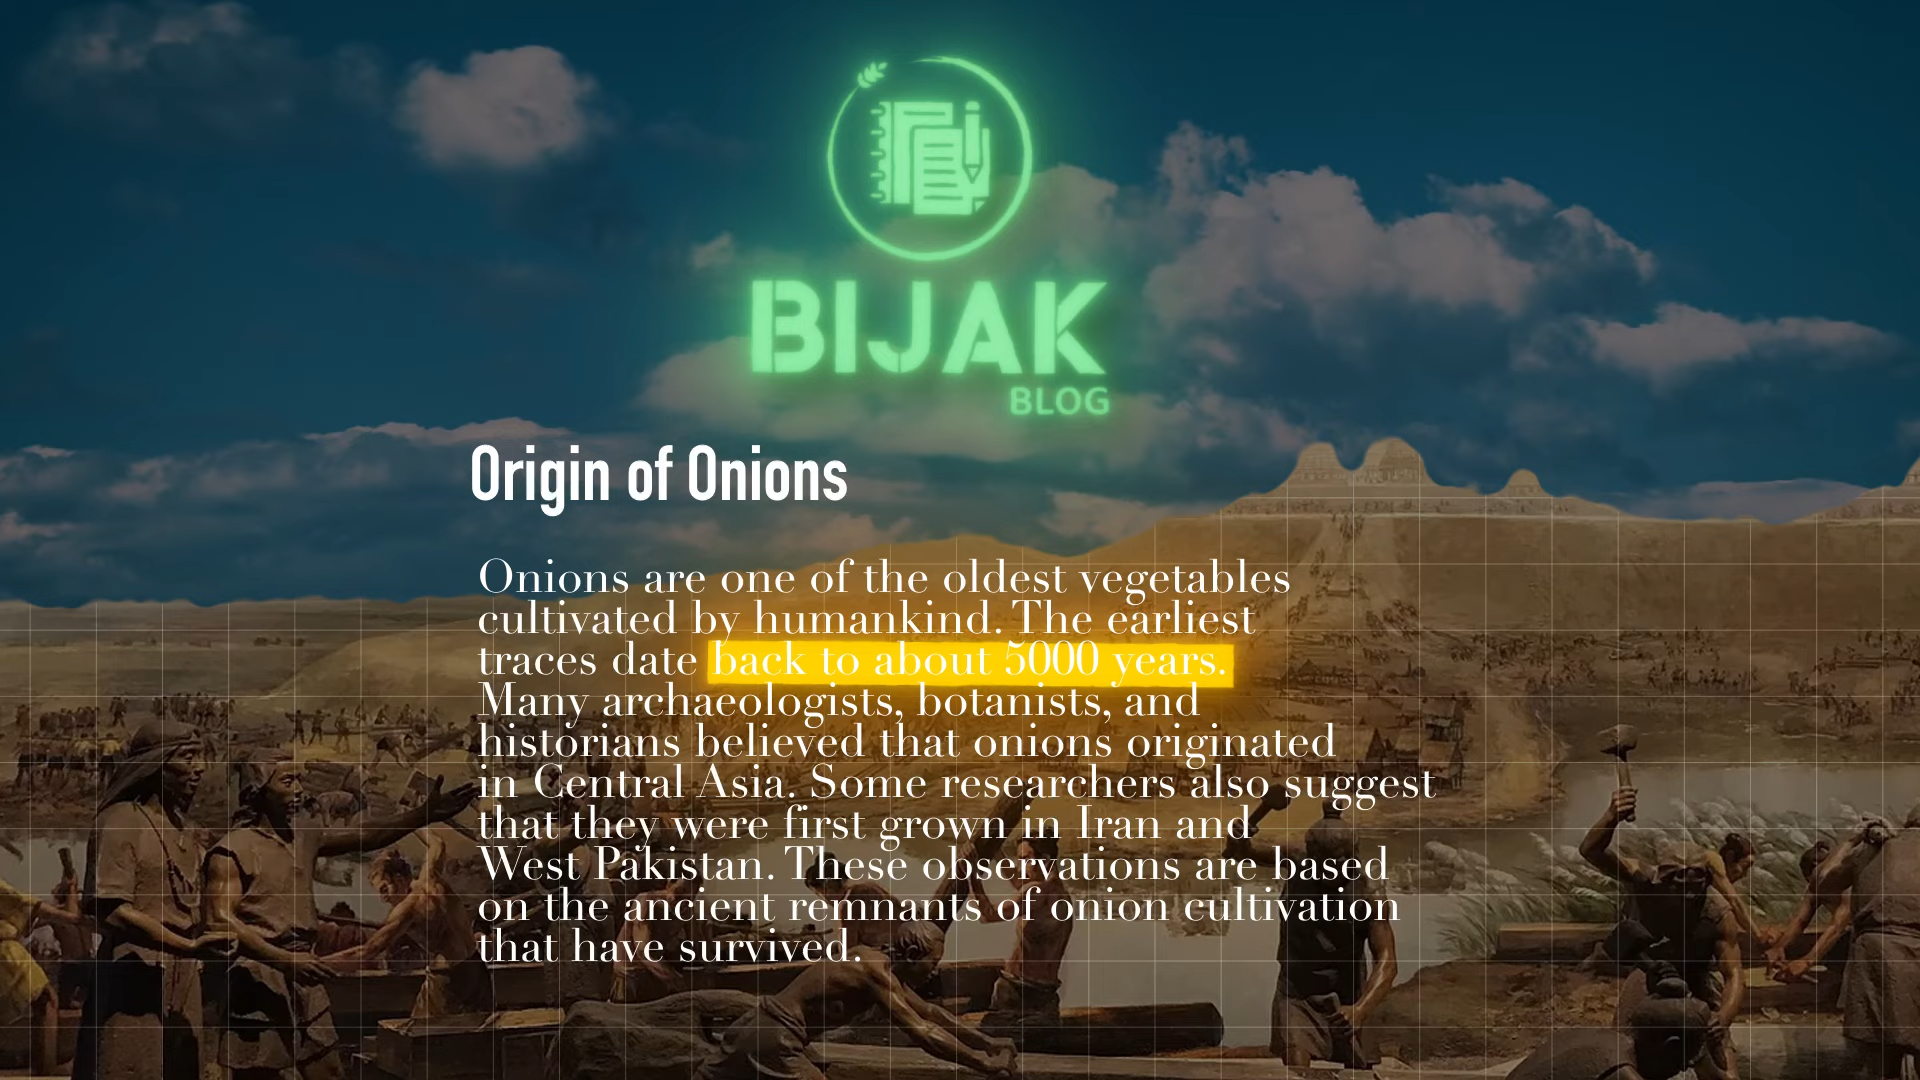 BIJAK
BLOG
Origin of Onions
Onions are one of the oldest vegetables
cultivated by humankind. The earliest
traces date back to about 5000 years.
Many archaeologists, botanists, and
historians believed that onions originated
in Central Asia. Some researchers also suggest
that they were first grown in Iran and
West Pakistan. These observations are based
on the ancient remnants of onion cultivation
that have survived.